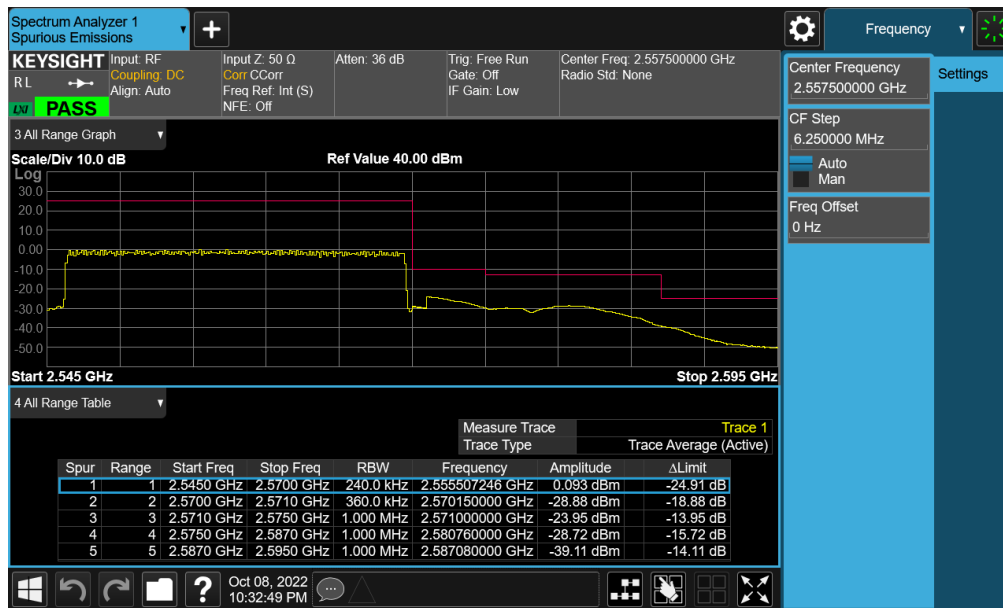 Spectrum Analyzer 1
Spurious Emissions
+
Frequency
KEYSIGHT
R L
LXI PASS
Input: RF
Coupling: DC
Align: Auto
Input Z: 50 Ω
Corr CCorr
Freq Ref: Int (S)
NFE: Off
Atten: 36 dB
Trig: Free Run
Gate: Off
IF Gain: Low
Center Freq: 2.557500000 GHz
Radio Std: None
Center Frequency
2.557500000 GHz
Settings
CF Step
6.250000 MHz
Auto
Man
Freq Offset
0 Hz
3 All Range Graph
Scale/Div 10.0 dB Ref Value 40.00 dBm
Log
30.0
20.0
10.0
0.00
-10.0
-20.0
-30.0
-40.0
-50.0
Start 2.545 GHz Stop 2.595 GHz
4 All Range Table
Measure Trace Trace 1
Trace Type Trace Average (Active)
Spur Range Start Freq Stop Freq RBW Frequency Amplitude ΔLimit
1 1 2.5450 GHz 2.5700 GHz 240.0 kHz 2.555507246 GHz 0.093 dBm -24.91 dB
2 2 2.5700 GHz 2.5710 GHz 360.0 kHz 2.570150000 GHz -28.88 dBm -18.88 dB
3 3 2.5710 GHz 2.5750 GHz 1.000 MHz 2.571000000 GHz -23.95 dBm -13.95 dB
4 4 2.5750 GHz 2.5870 GHz 1.000 MHz 2.580760000 GHz -28.72 dBm -15.72 dB
5 5 2.5870 GHz 2.5950 GHz 1.000 MHz 2.587080000 GHz -39.11 dBm -14.11 dB
?
Oct 08, 2022
10:32:49 PM